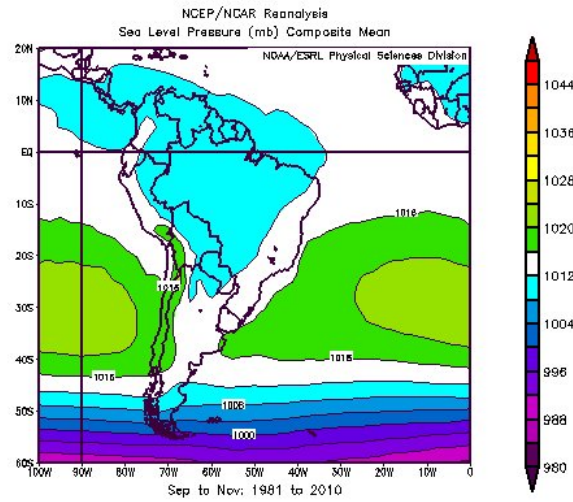 NCEP/NCAR Reanalysis
Sea Level Pressure (mb) Composite Mean
NOAA/ESRL Physical Sciences Division
20N
10N
EQ
10S
20S
30S
40S
50S
60S
1016
1016
1016
1016
1008
1000
100W
90W
80W
70W
60W
50W
40W
30W
20W
10W
0
1044
1036
1028
1020
1012
1004
996
988
980
Sep to Nov: 1981 to 2010